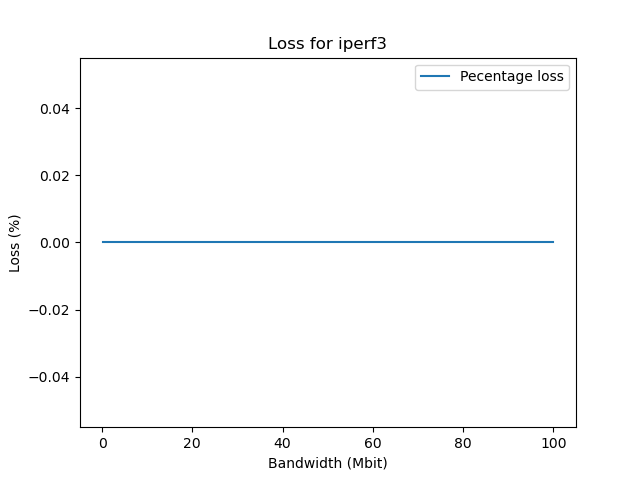 Loss for iperf3
Pecentage loss
0.04
0.02
0.00
−0.02
−0.04
Loss (%)
0 20 40 60 80 100
Bandwidth (Mbit)